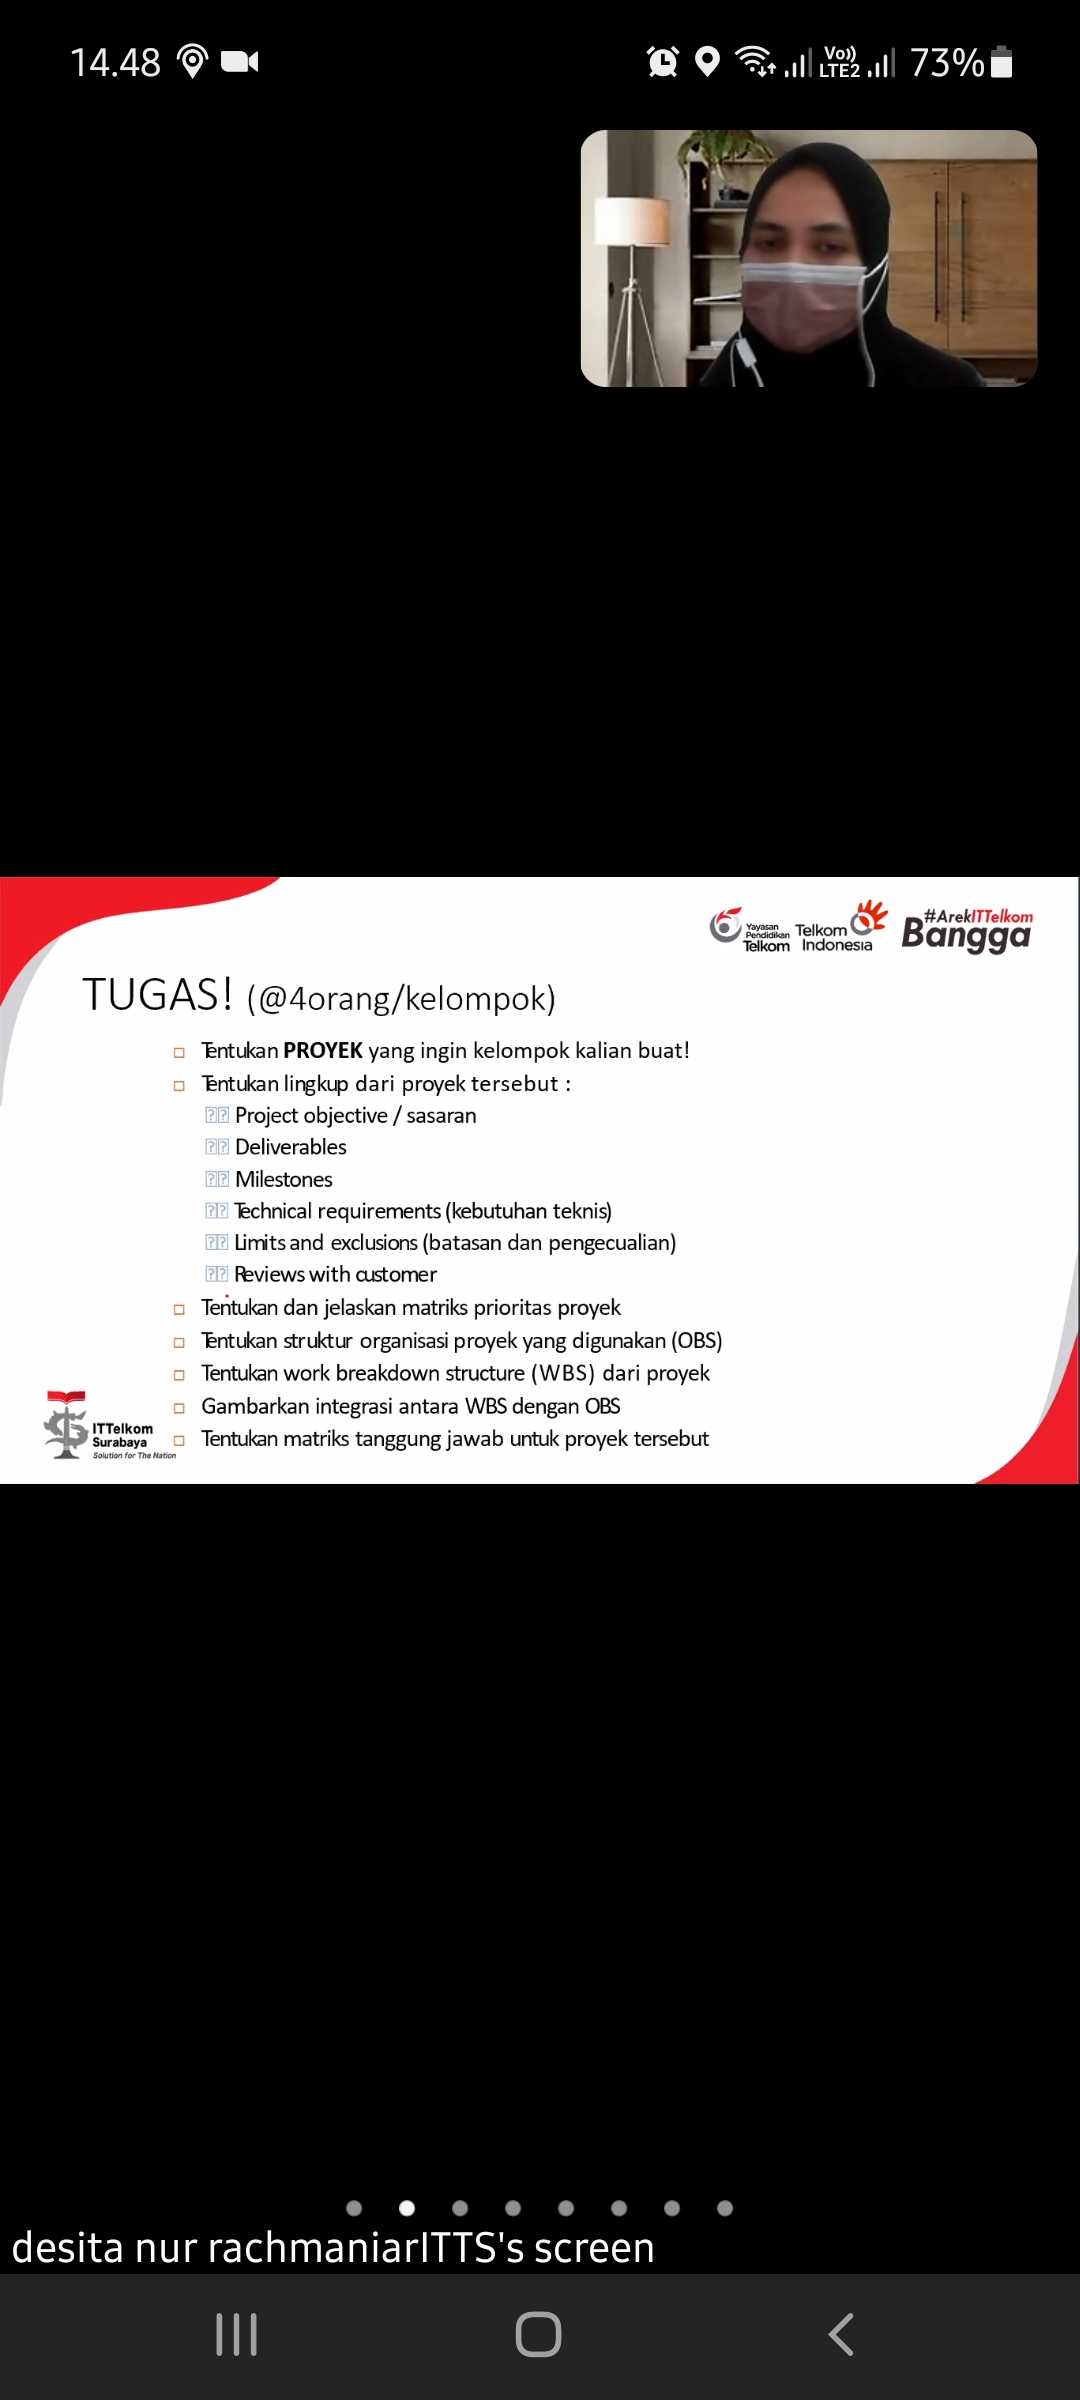 14.48
Vo)) LTE2 73%
Yayasan Pendidikan Telkom
Telkom Indonesia
#ArekITTelkom
Bangga
TUGAS! (@4orang/kelompok)
Tentukan PROYEK yang ingin kelompok kalian buat!
Tentukan lingkup dari proyek tersebut :
Project objective / sasaran
Deliverables
Milestones
Technical requirements (kebutuhan teknis)
Limits and exclusions (batasan dan pengecualian)
Reviews with customer
Tentukan dan jelaskan matriks prioritas proyek
Tentukan struktur organisasi proyek yang digunakan (OBS)
Tentukan work breakdown structure (WBS) dari proyek
Gambarkan integrasi antara WBS dengan OBS
Tentukan matriks tanggung jawab untuk proyek tersebut
ITTelkom
Surabaya
Solution for The Nation
desita nur rachmaniarITTS's screen